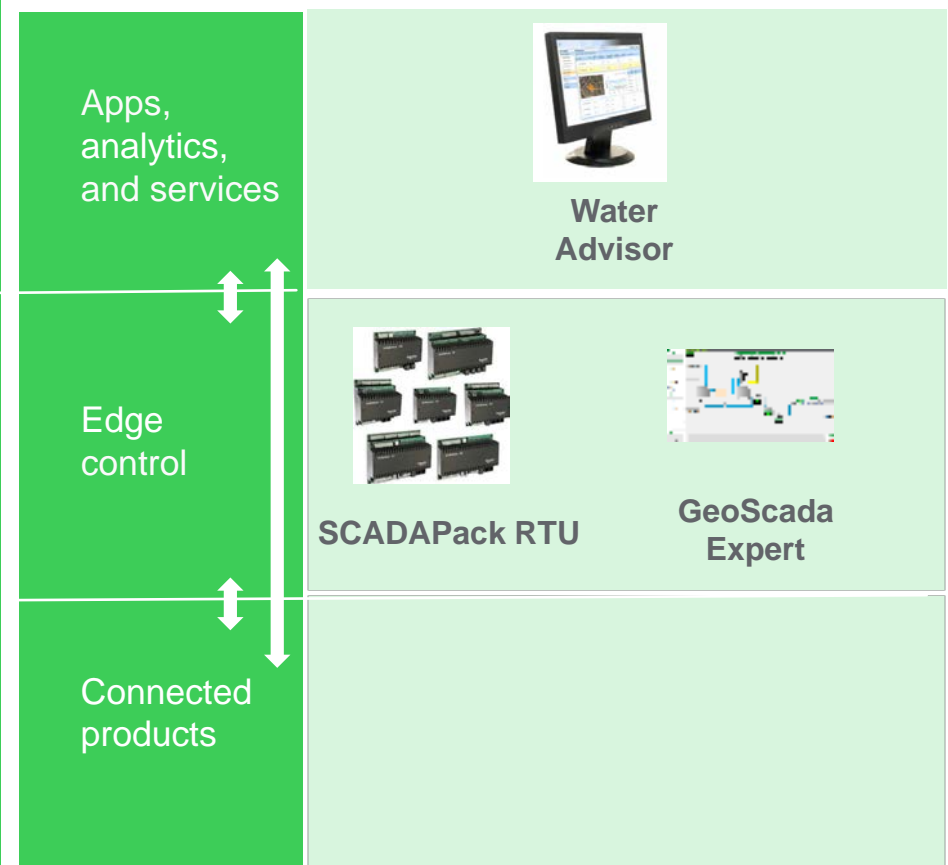 Apps,
analytics,
and services
Water
Advisor
Edge
control
SCADAPack RTU
GeoScada
Expert
Connected
products